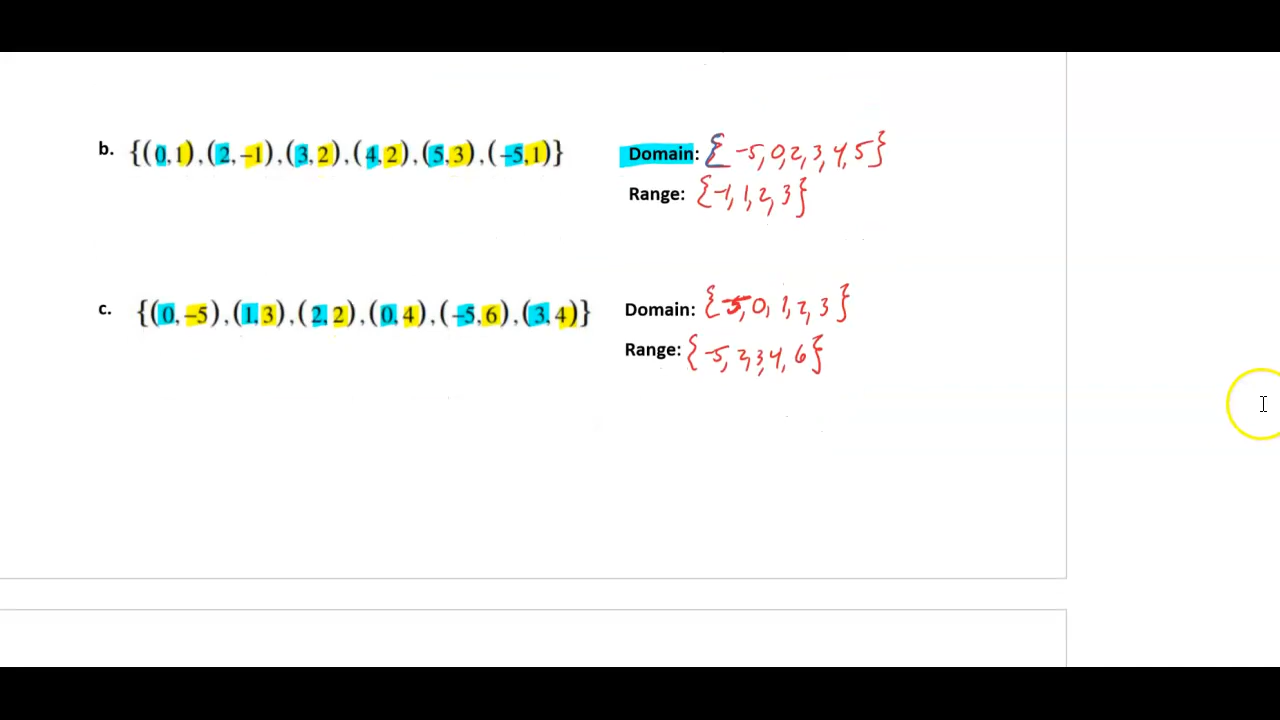 b. {(0,1),(2,−1),(3,2),(4,2),(5,3),(−5,1)} Domain: {-5,0,2,3,4,5}
Range: {-1,1,2,3}
c. {(0,−5),(1,3),(2,2),(0,4),(−5,6),(3,4)} Domain: {-5,0,1,2,3}
Range: {-5,2,3,4,6}